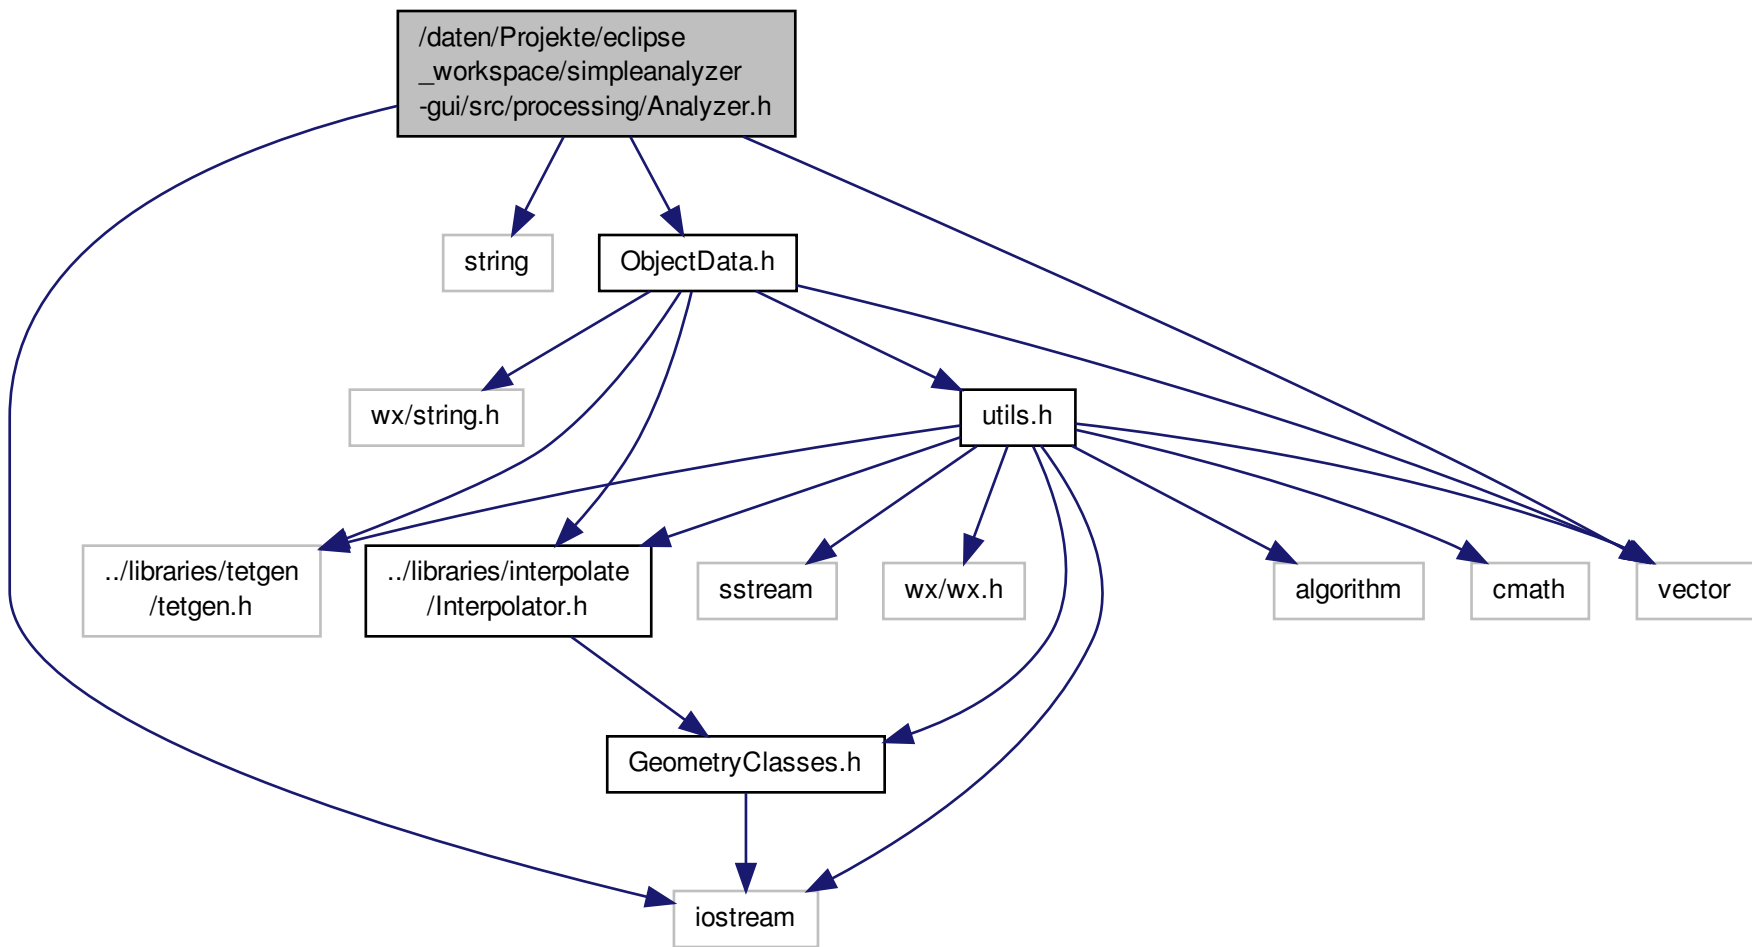 /daten/Projekte/eclipse
_workspace/simpleanalyzer
-gui/src/processing/Analyzer.h
string
ObjectData.h
wx/string.h
utils.h
../libraries/tetgen
/tetgen.h
../libraries/interpolate
/Interpolator.h
sstream
wx/wx.h
algorithm
cmath
vector
GeometryClasses.h
iostream